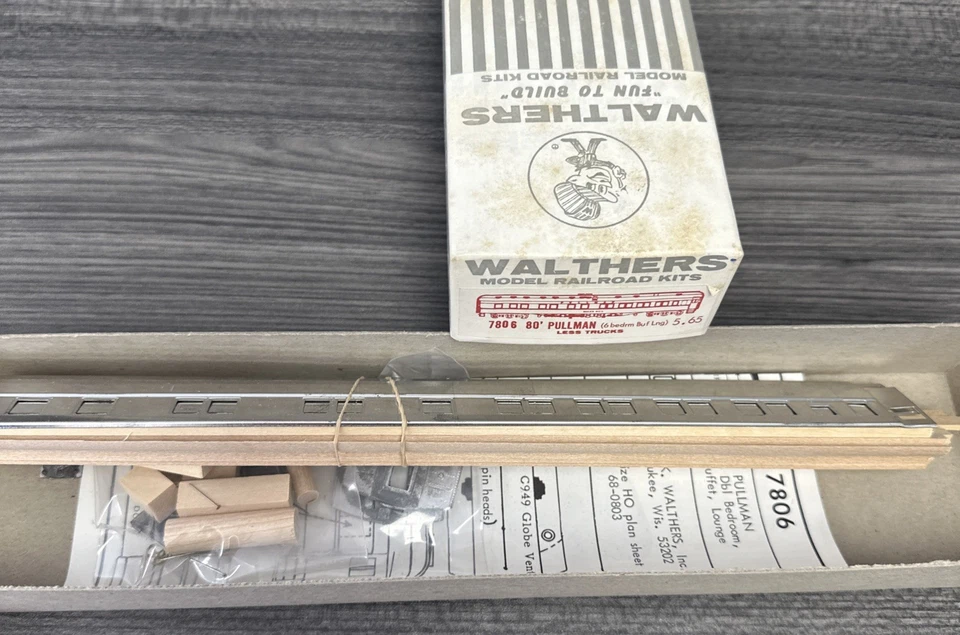 MODEL RAILROAD KITS
"FUN TO BUILD"
WALTHERS
WALTHERS
MODEL RAILROAD KITS
7806 80' PULLMAN (6 bedrm Buf Lng) 5.65
LESS TRUCKS
7806
PULLMAN
Dbl Bedroom,
uffet, Lounge
K. WALTHERS, Inc
ukee, Wis. 53202
ize HO plan sheet
68-0803
C949 Globe Vent
pin heads)